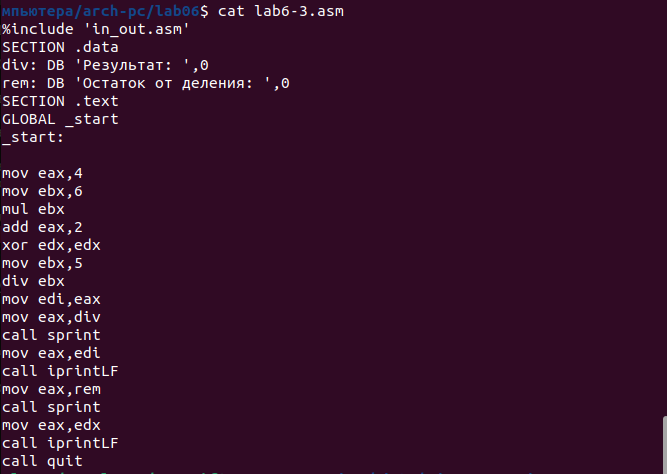 мпьютера/arch-pc/lab06$ cat lab6-3.asm
%include 'in_out.asm'
SECTION .data
div: DB 'Результат: ',0
rem: DB 'Остаток от деления: ',0
SECTION .text
GLOBAL _start
_start:

mov eax,4
mov ebx,6
mul ebx
add eax,2
xor edx,edx
mov ebx,5
div ebx
mov edi,eax
mov eax,div
call sprint
mov eax,edi
call iprintLF
mov eax,rem
call sprint
mov eax,edx
call iprintLF
call quit